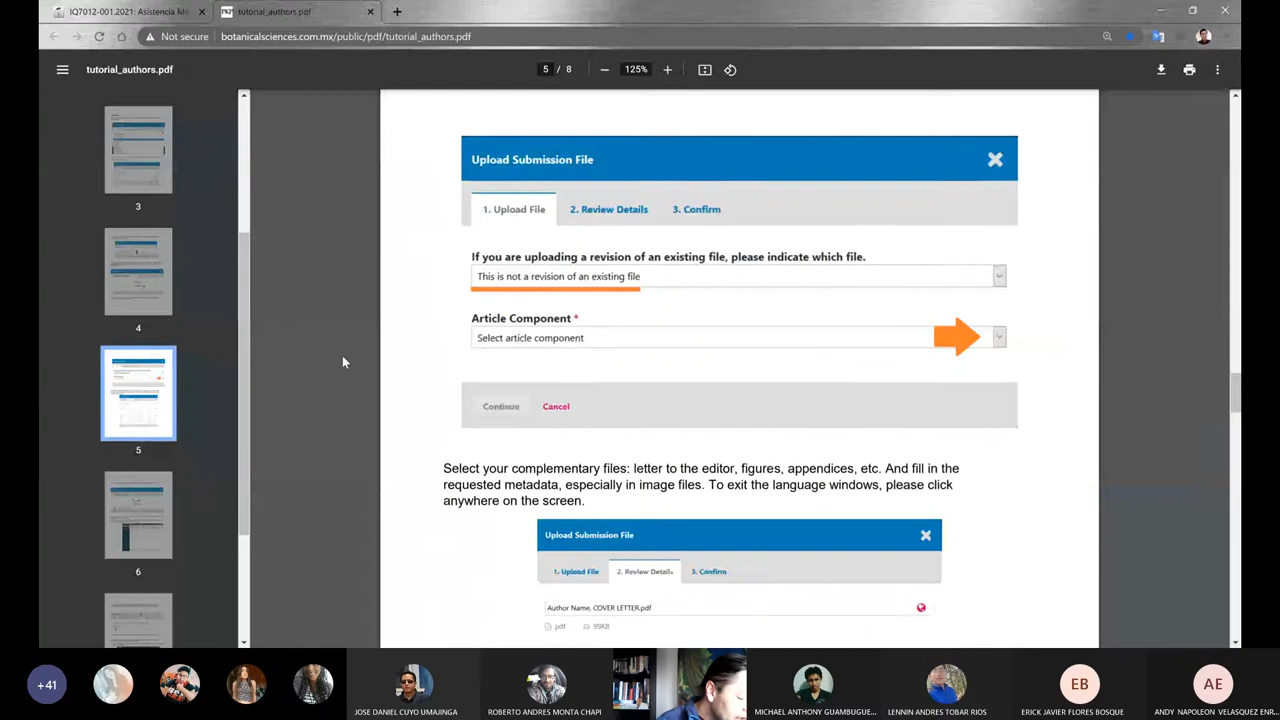 IQ7012-001.2021: Asistencia Me
tutorial_authors.pdf
Not secure
botanicalsciences.com.mx/public/pdf/tutorial_authors.pdf
tutorial_authors.pdf
5 / 8
125%
3
4
5
6
Upload Submission File
1. Upload File
2. Review Details
3. Confirm
If you are uploading a revision of an existing file, please indicate which file.
This is not a revision of an existing file
Article Component *
Select article component
Continue
Cancel
Select your complementary files: letter to the editor, figures, appendices, etc. And fill in the
requested metadata, especially in image files. To exit the language windows, please click
anywhere on the screen.
Upload Submission File
1. Upload File
2. Review Details
3. Confirm
Author Name, COVER LETTER.pdf
pdf
99KB
+41
JOSE DANIEL CUYO UMAJINGA
ROBERTO ANDRES MONTA CHAPI
MICHAEL ANTHONY GUAMBUGUE...
LENNIN ANDRES TOBAR RIOS
EB
ERICK JAVIER FLORES BOSQUE
AE
ANDY NAPOLEON VELASQUEZ ENR...